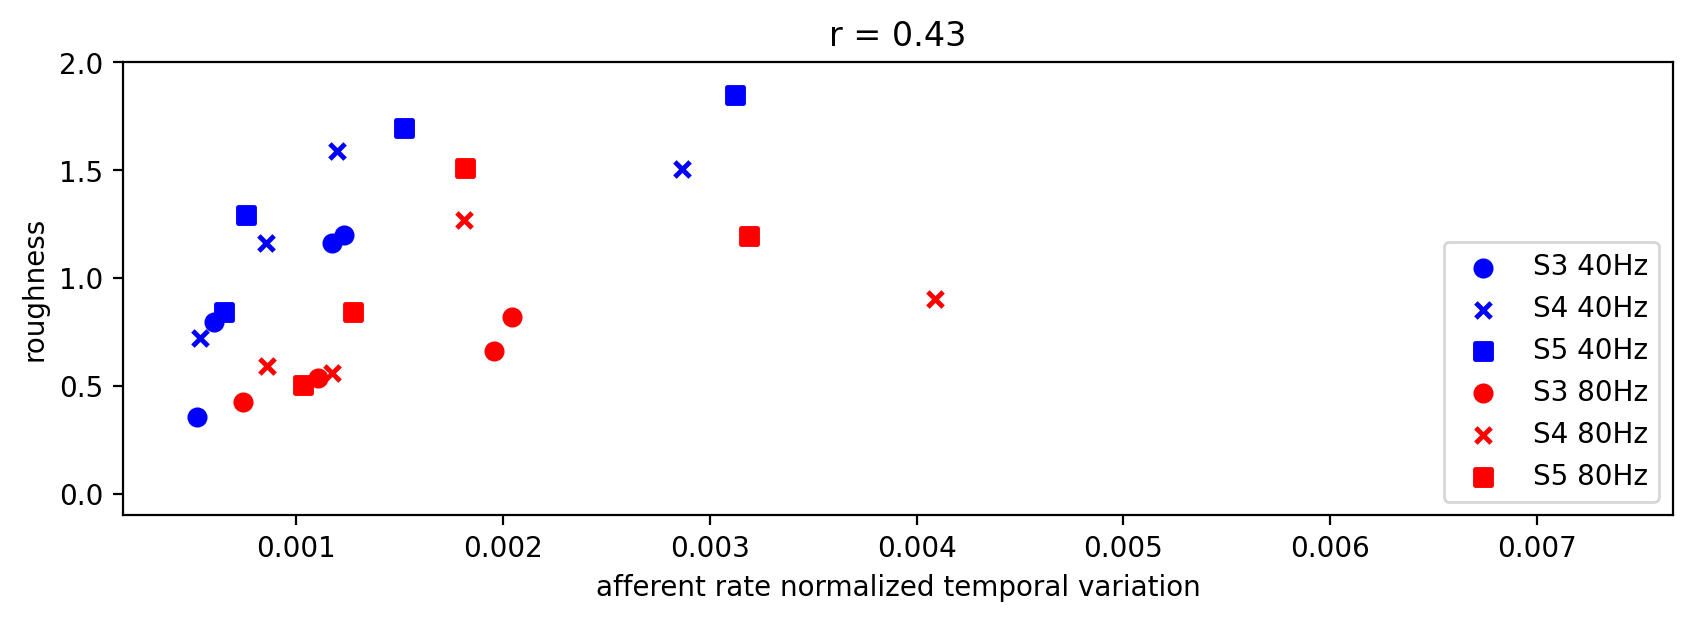 r = 0.43
2.0
1.5
1.0
0.5
0.0
roughness
0.001 0.002 0.003 0.004 0.005 0.006 0.007
afferent rate normalized temporal variation
S3 40Hz
S4 40Hz
S5 40Hz
S3 80Hz
S4 80Hz
S5 80Hz